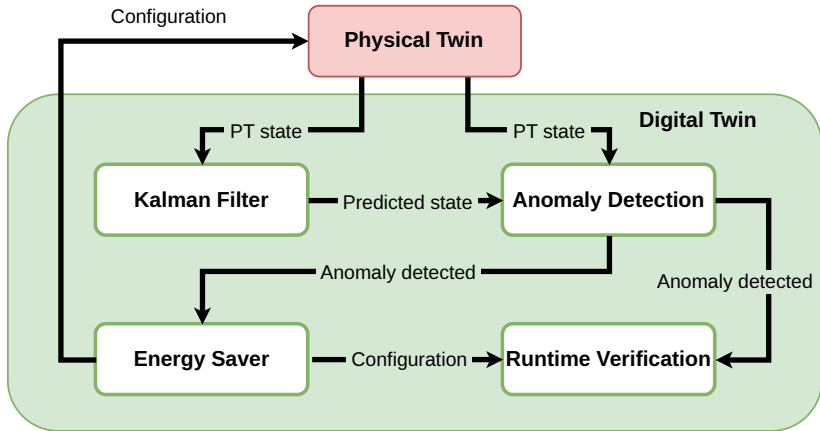 Configuration
Physical Twin
Digital Twin
PT state
PT state
Kalman Filter
Predicted state
Anomaly Detection
Anomaly detected
Anomaly detected
Energy Saver
Configuration
Runtime Verification